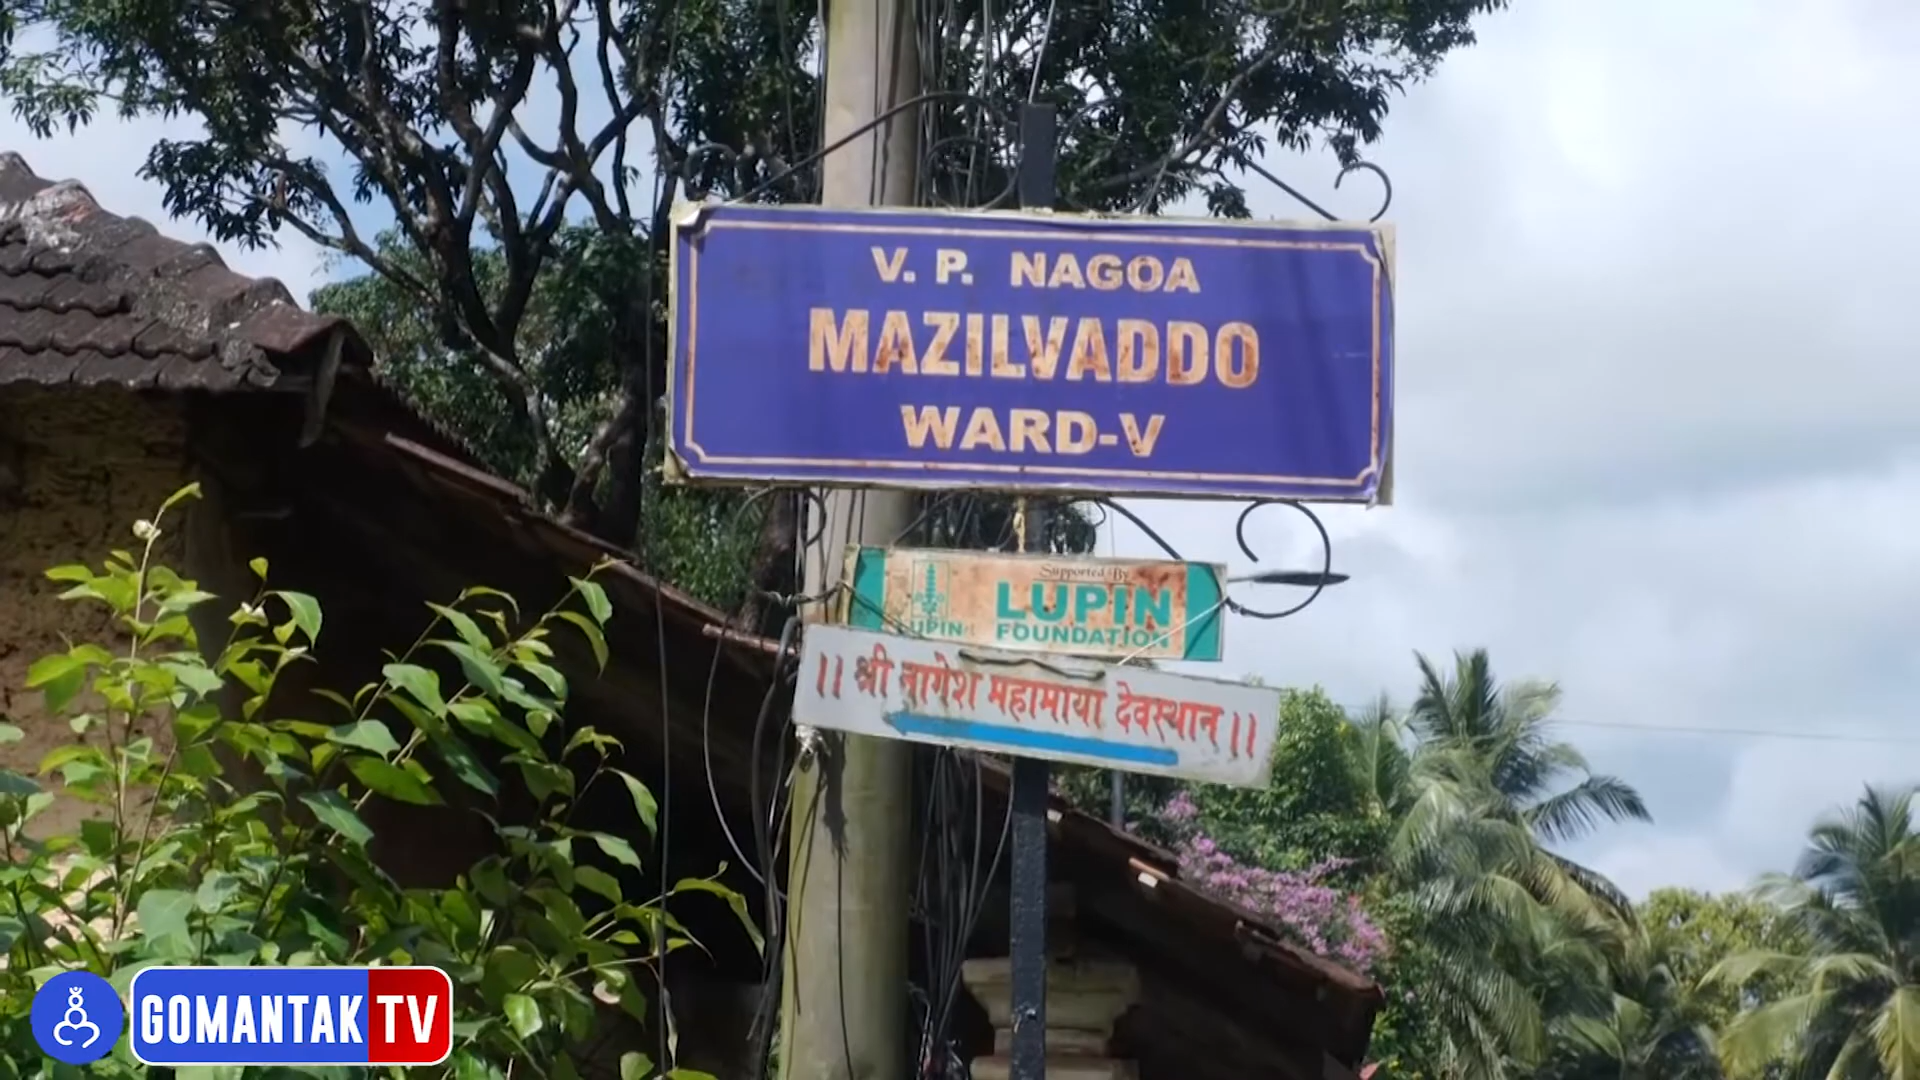 V. P. NAGOA
MAZILVADDO
WARD-V
Supported By
LUPIN
LUPIN
FOUNDATION
|| श्री नागेश महामाया देवस्थान ||
GOMANTAK TV